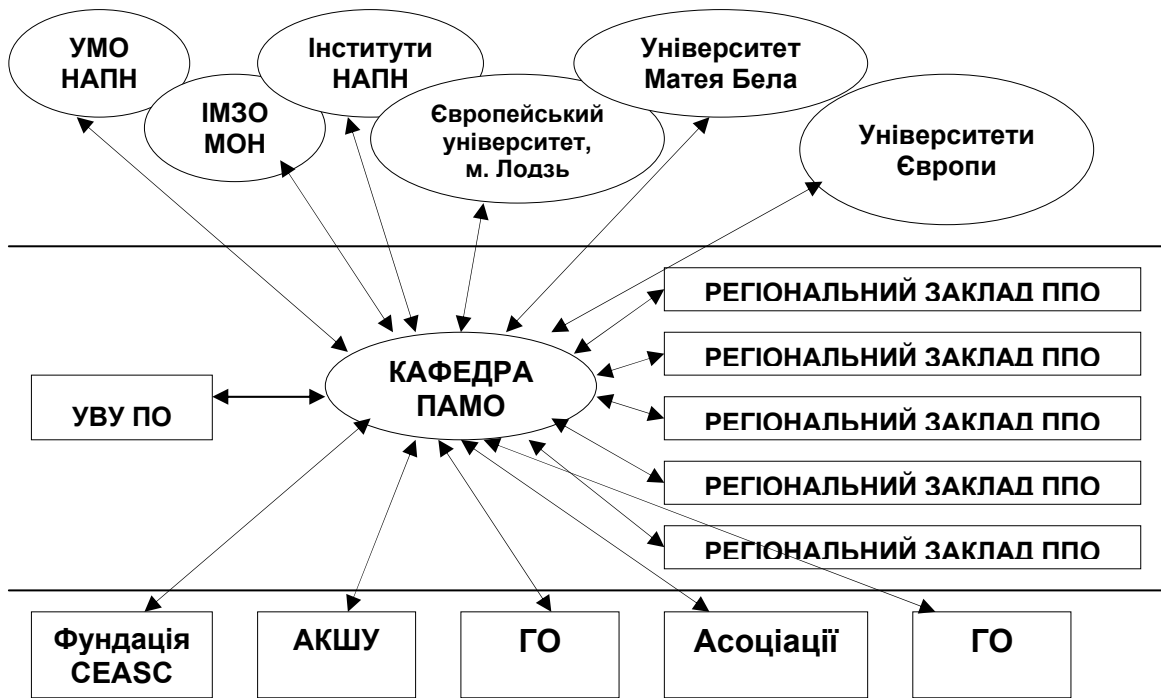 УМО
НАПН
Інститути
НАПН
Університет
Матея Бела
ІМЗО
МОН
Європейський
університет,
м. Лодзь
Університети
Європи
РЕГІОНАЛЬНИЙ ЗАКЛАД ППО
РЕГІОНАЛЬНИЙ ЗАКЛАД ППО
КАФЕДРА
ПАМО
УВУ ПО
РЕГІОНАЛЬНИЙ ЗАКЛАД ППО
РЕГІОНАЛЬНИЙ ЗАКЛАД ППО
РЕГІОНАЛЬНИЙ ЗАКЛАД ППО
Фундація
CEASC
АКШУ
ГО
Асоціації
ГО